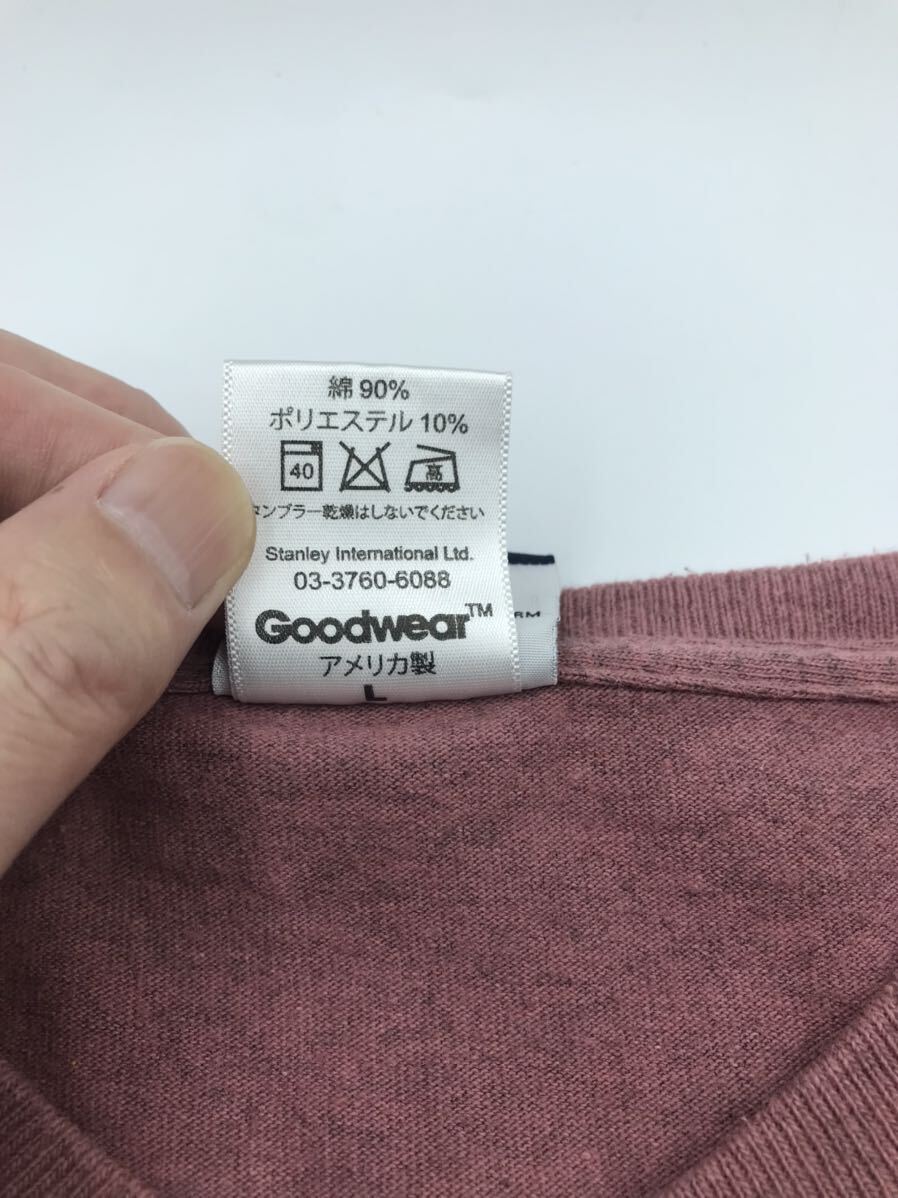 綿 90%
ポリエステル 10%
40 高
ンブラー乾燥はしないでください
Stanley International Ltd.
03-3760-6088
Goodwear™
アメリカ製
L